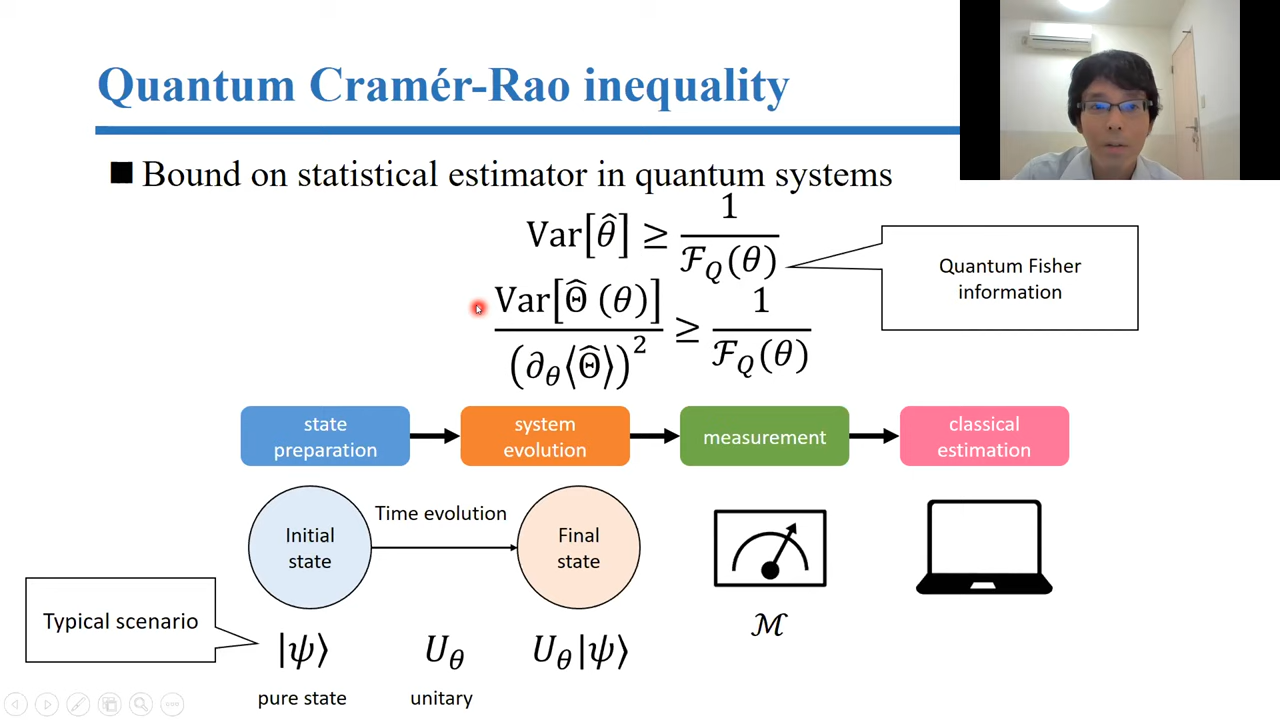 Quantum Cramér-Rao inequality
■ Bound on statistical estimator in quantum systems
Var[θ̂] ≥ 1/ℱ_Q(θ)
Quantum Fisher
information
Var[Θ̂ (θ)]/(∂_θ⟨Θ̂⟩)² ≥ 1/ℱ_Q(θ)
state
preparation
system
evolution
measurement
classical
estimation
Initial
state
Time evolution
Final
state
Typical scenario
|ψ⟩
U_θ
U_θ|ψ⟩
ℳ
pure state
unitary